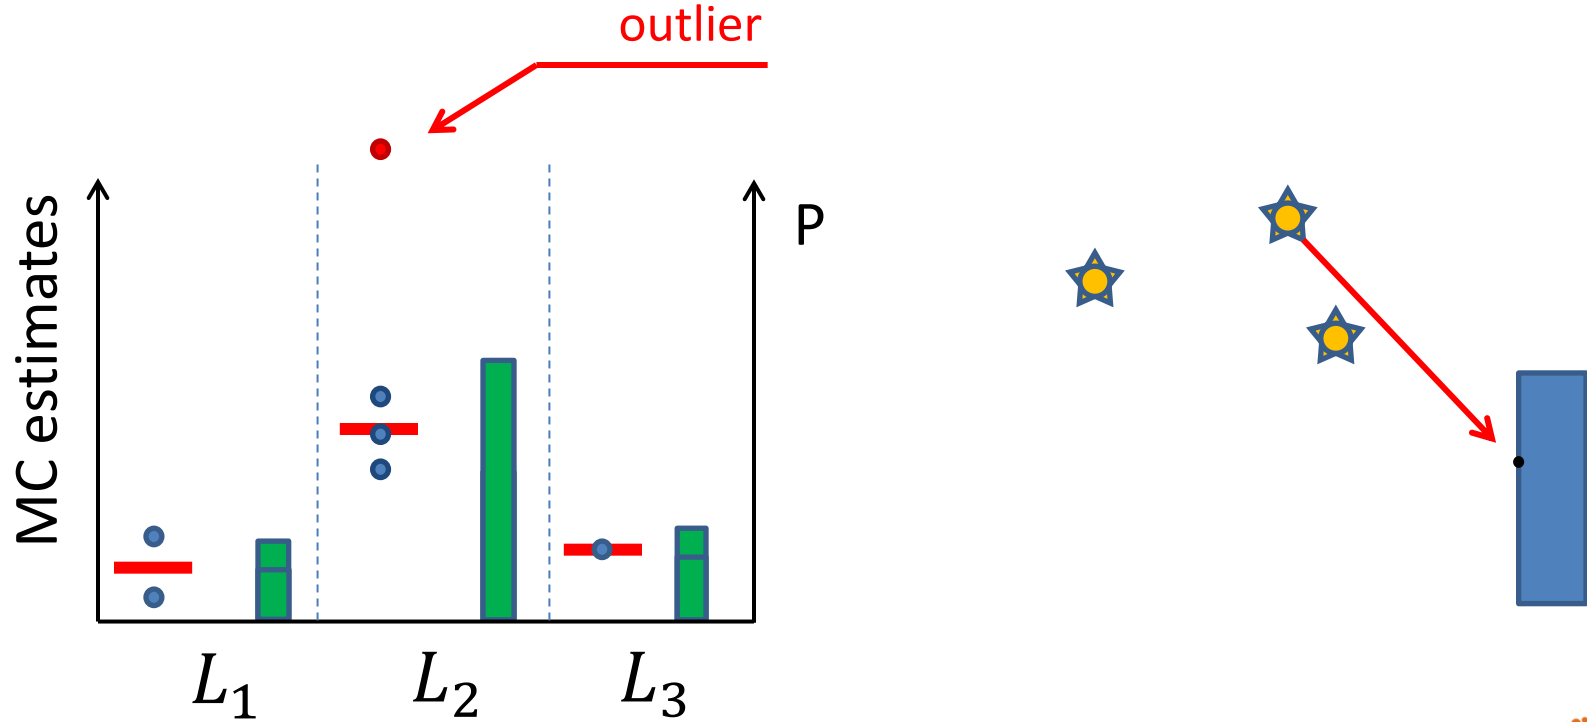 outlier
MC estimates
P
L₁
L₂
L₃